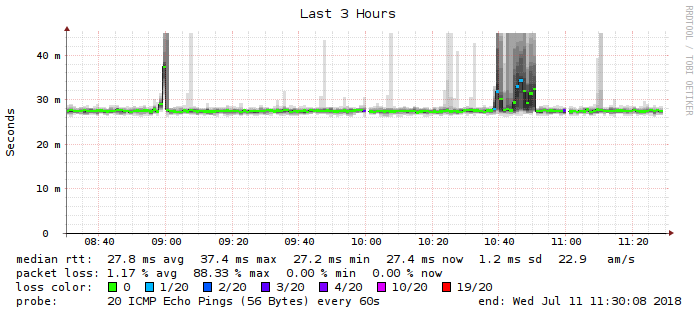 Last 3 Hours
RRDTOOL / TOBI OETIKER
Seconds
40 m
30 m
20 m
10 m
0
08:40 09:00 09:20 09:40 10:00 10:20 10:40 11:00 11:20
median rtt: 27.8 ms avg 37.4 ms max 27.2 ms min 27.4 ms now 1.2 ms sd 22.9 am/s
packet loss: 1.17 % avg 88.33 % max 0.00 % min 0.00 % now
loss color: 0 1/20 2/20 3/20 4/20 10/20 19/20
probe: 20 ICMP Echo Pings (56 Bytes) every 60s end: Wed Jul 11 11:30:08 2018